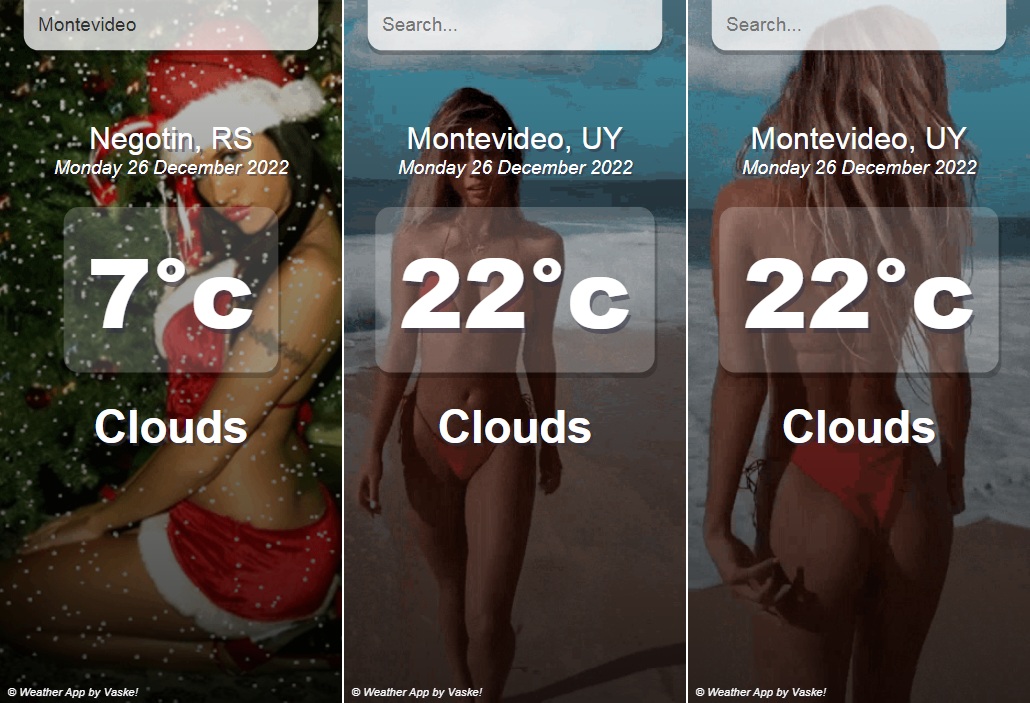 Montevideo
Negotin, RS
Monday 26 December 2022
7°c
Clouds
© Weather App by Vaske!
Search...
Montevideo, UY
Monday 26 December 2022
22°c
Clouds
© Weather App by Vaske!
Search...
Montevideo, UY
Monday 26 December 2022
22°c
Clouds
© Weather App by Vaske!